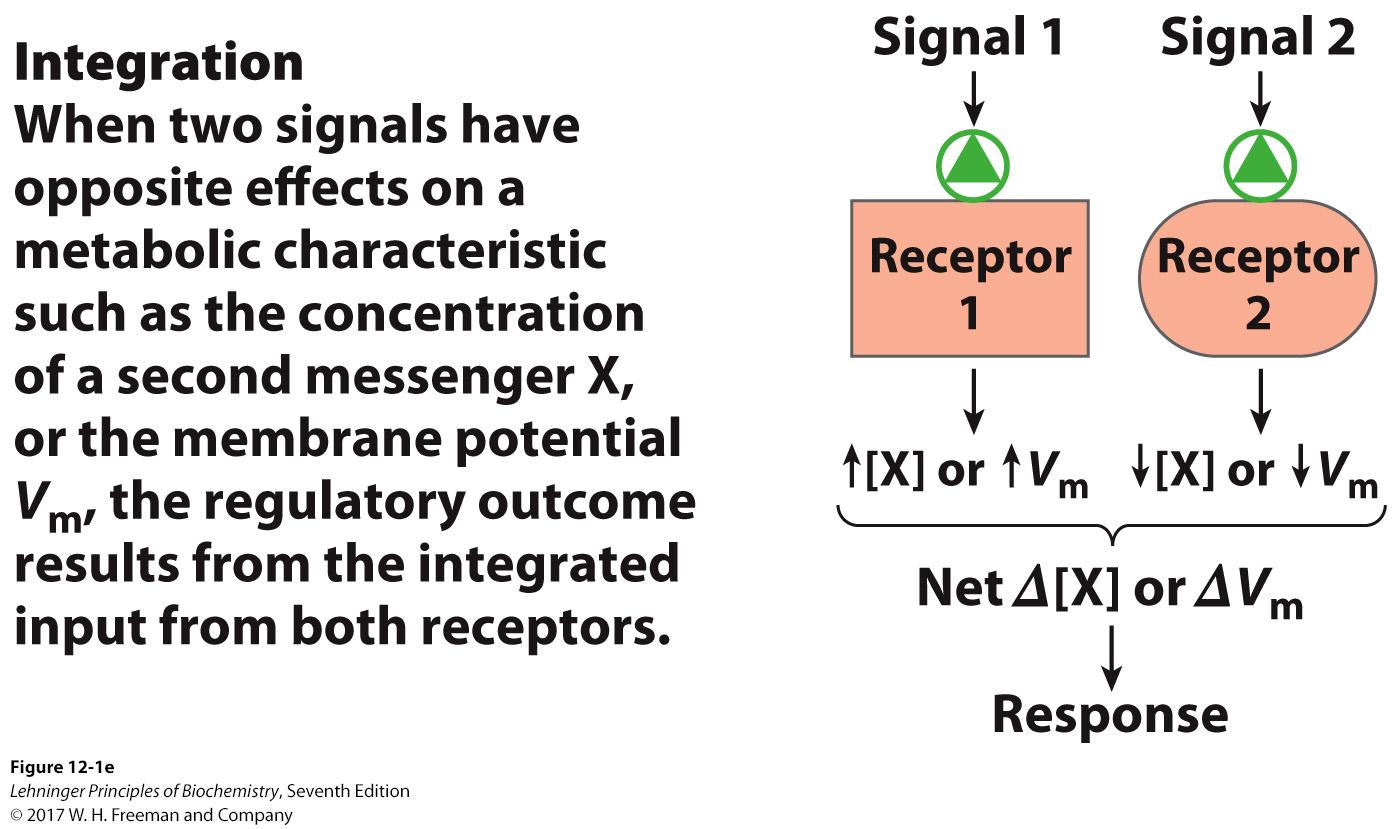 Integration
When two signals have
opposite effects on a
metabolic characteristic
such as the concentration
of a second messenger X,
or the membrane potential
Vm, the regulatory outcome
results from the integrated
input from both receptors.
Signal 1
Signal 2
Receptor
1
Receptor
2
↑[X] or ↑Vm
↓[X] or ↓Vm
Net Δ[X] or ΔVm
Response
Figure 12-1e
Lehninger Principles of Biochemistry, Seventh Edition
© 2017 W. H. Freeman and Company